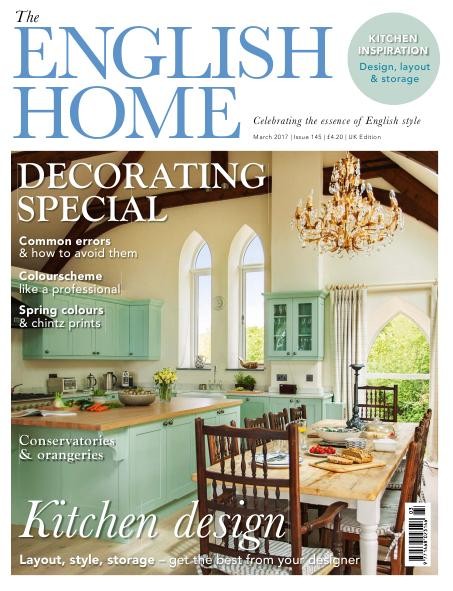 The
ENGLISH
HOME
KITCHEN
INSPIRATION
Design, layout
& storage
Celebrating the essence of English style
March 2017 | Issue 145 | £4.20 | UK Edition
DECORATING
SPECIAL
Common errors
& how to avoid them
Colourscheme
like a professional
Spring colours
& chintz prints
Conservatories
& orangeries
Kitchen design
Layout, style, storage – get the best from your designer